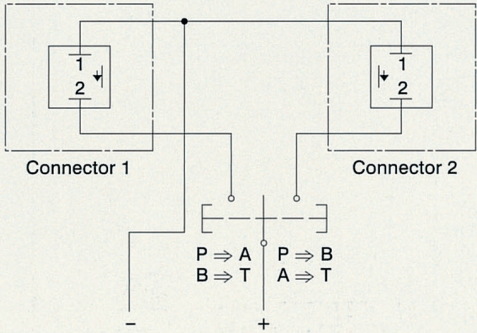 1
2
1
2
Connector 1
Connector 2
P ⇒ A
B ⇒ T
P ⇒ B
A ⇒ T
−
+